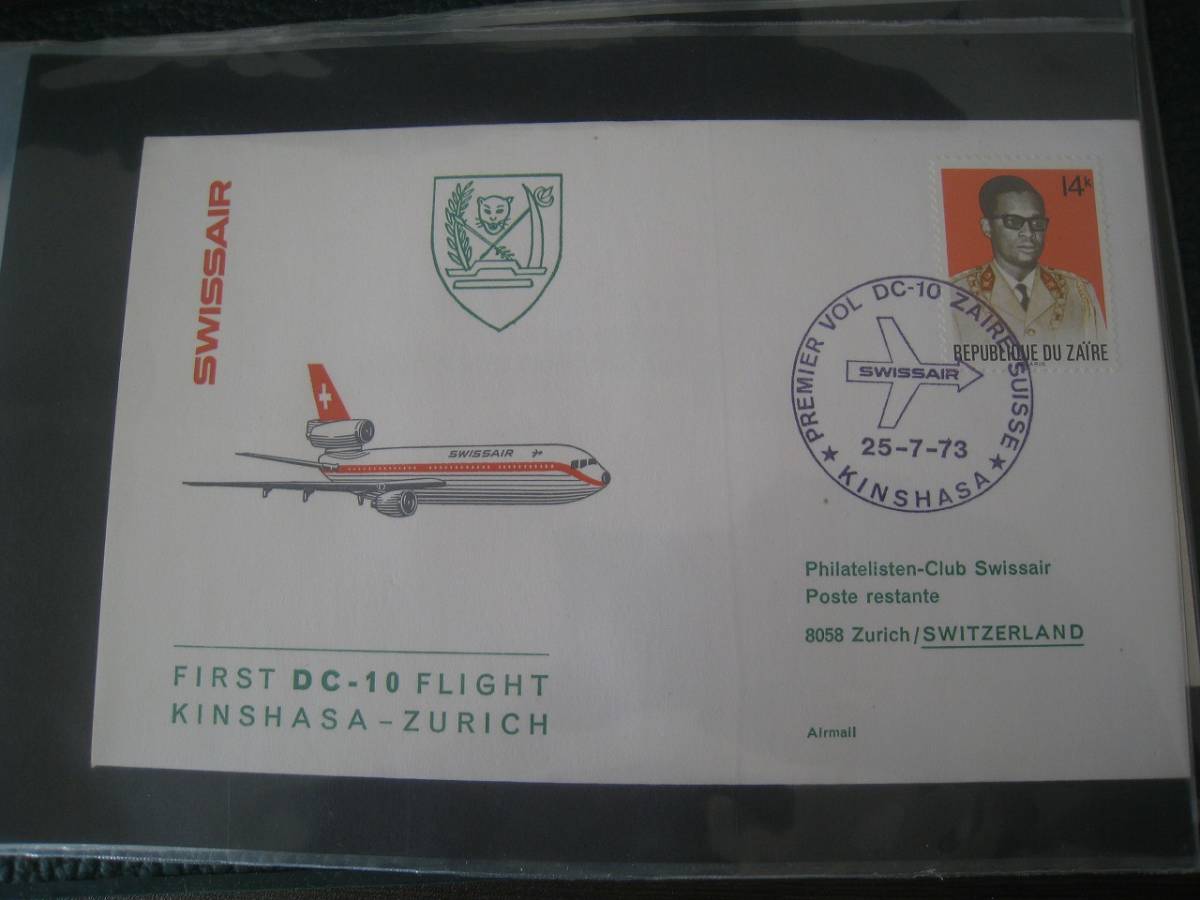 SWISSAIR
14K
REPUBLIQUE DU ZAÏRE
PREMIER VOL DC-10 ZAIRE-SUISSE
SWISSAIR
25-7-73
★ KINSHASA ★
SWISSAIR
Philatelisten-Club Swissair
Poste restante
8058 Zurich/SWITZERLAND
FIRST DC-10 FLIGHT
KINSHASA – ZURICH
Airmail